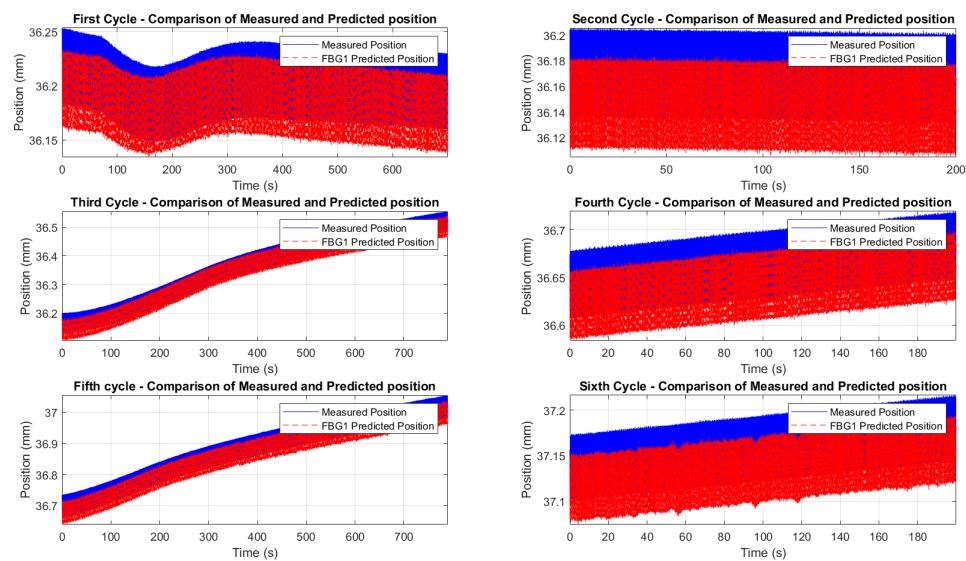 First Cycle - Comparison of Measured and Predicted position
Position (mm)
36.25
36.2
36.15
Measured Position
FBG1 Predicted Position
0 100 200 300 400 500 600
Time (s)
Second Cycle - Comparison of Measured and Predicted position
Position (mm)
36.2
36.18
36.16
36.14
36.12
Measured Position
FBG1 Predicted Position
0 50 100 150 200
Time (s)
Third Cycle - Comparison of Measured and Predicted position
Position (mm)
36.5
36.4
36.3
36.2
Measured Position
FBG1 Predicted Position
0 100 200 300 400 500 600 700
Time (s)
Fourth Cycle - Comparison of Measured and Predicted position
Position (mm)
36.7
36.65
36.6
Measured Position
FBG1 Predicted Position
0 20 40 60 80 100 120 140 160 180
Time (s)
Fifth cycle - Comparison of Measured and Predicted position
Position (mm)
37
36.9
36.8
36.7
Measured Position
FBG1 Predicted Position
0 100 200 300 400 500 600 700
Time (s)
Sixth Cycle - Comparison of Measured and Predicted position
Position (mm)
37.2
37.15
37.1
Measured Position
FBG1 Predicted Position
0 20 40 60 80 100 120 140 160 180
Time (s)